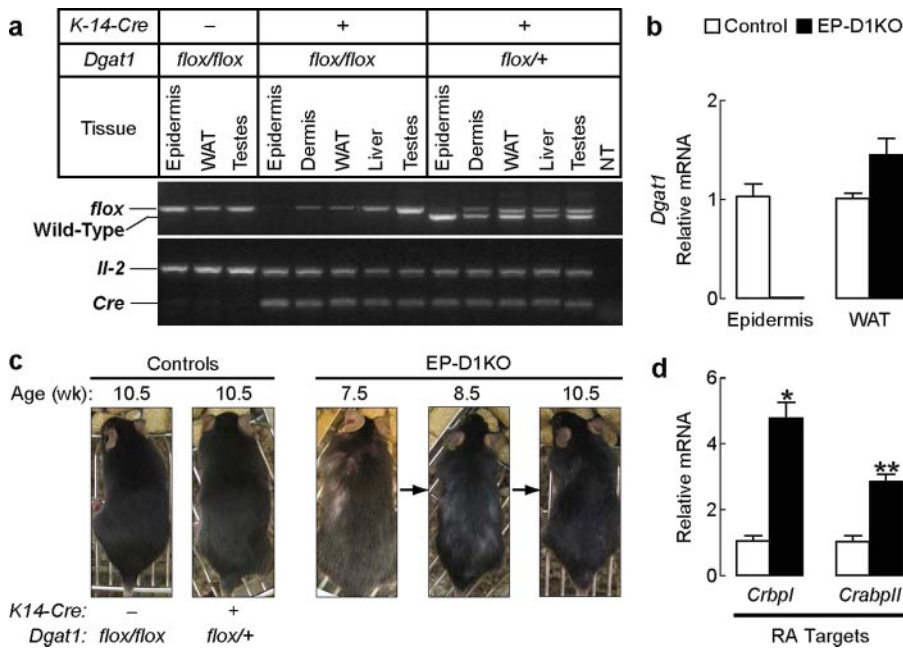 a
K-14-Cre – + +
Dgat1 flox/flox flox/flox flox/+
Tissue Epidermis WAT Testes Epidermis Dermis WAT Liver Testes Epidermis Dermis WAT Liver Testes NT
flox
Wild-Type
Il-2
Cre
b
Control EP-D1KO
Dgat1
Relative mRNA
2
1
0
Epidermis WAT
c
Controls EP-D1KO
Age (wk): 10.5 10.5 7.5 8.5 10.5
K14-Cre: – +
Dgat1: flox/flox flox/+
d
Relative mRNA
6
4
2
0
* **
CrbpI CrabpII
RA Targets